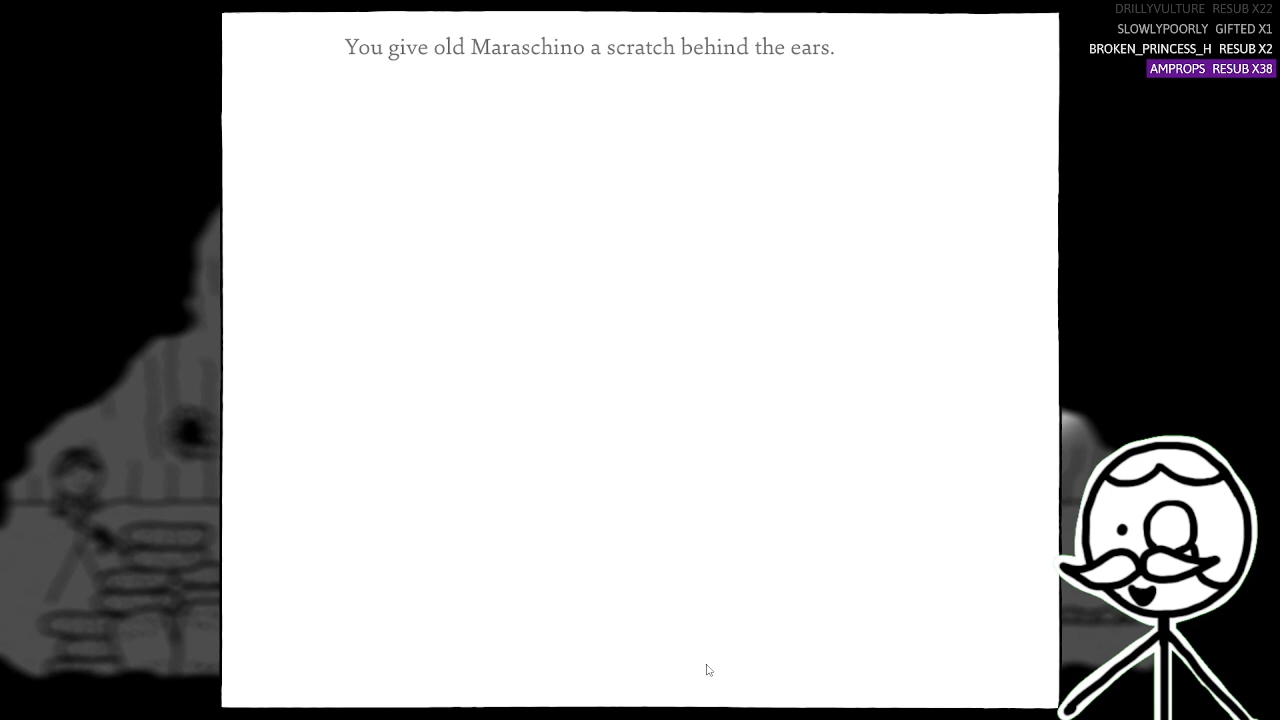 You give old Maraschino a scratch behind the ears.
DRILLYVULTURE RESUB X22
SLOWLYPOORLY GIFTED X1
BROKEN_PRINCESS_H RESUB X2
AMPROPS RESUB X38